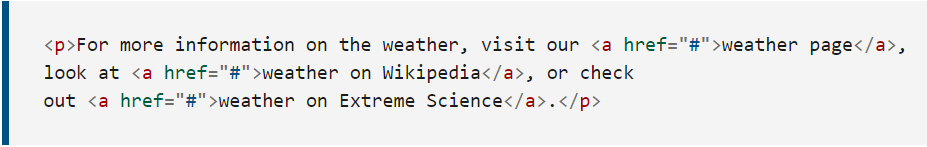 <p>For more information on the weather, visit our <a href="#">weather page</a>,
look at <a href="#">weather on Wikipedia</a>, or check
out <a href="#">weather on Extreme Science</a>.</p>